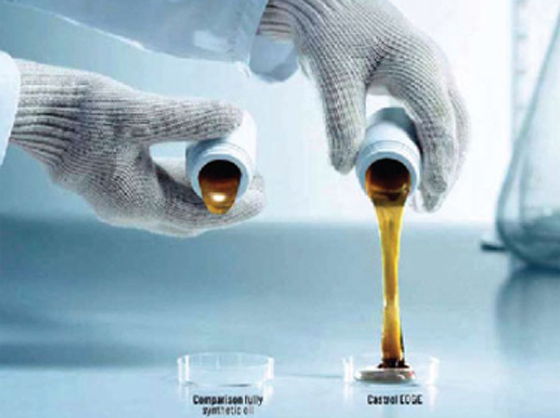 Comparison fully
synthetic oil
Castrol EDGE